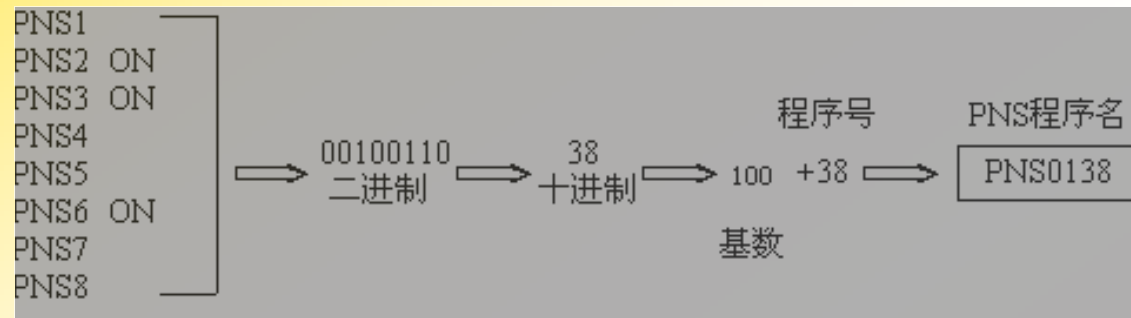 PNS1
PNS2 ON
PNS3 ON
PNS4
PNS5
PNS6 ON
PNS7
PNS8
00100110
二进制
38
十进制
程序号
100 +38
基数
PNS程序名
PNS0138